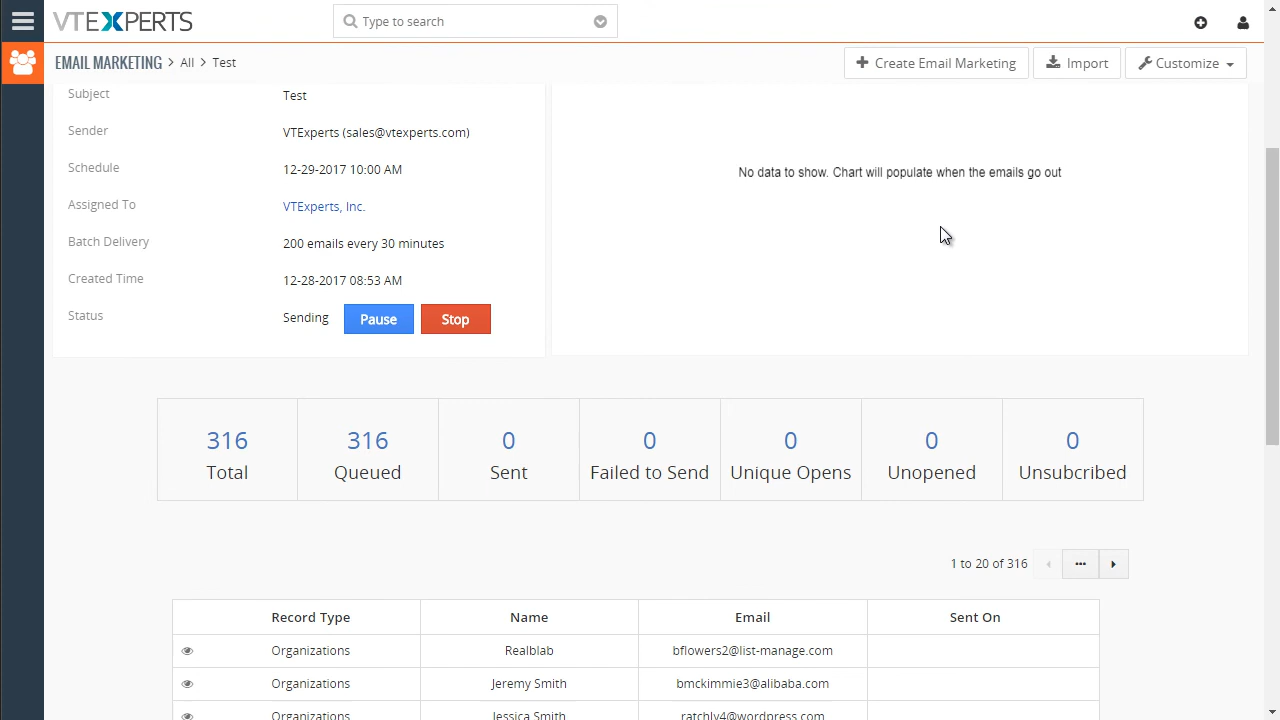 VTEXPERTS
Type to search
EMAIL MARKETING > All > Test
Create Email Marketing
Import
Customize
Subject Test
Sender VTExperts (sales@vtexperts.com)
Schedule 12-29-2017 10:00 AM
Assigned To VTExperts, Inc.
Batch Delivery 200 emails every 30 minutes
Created Time 12-28-2017 08:53 AM
Status Sending Pause Stop
No data to show. Chart will populate when the emails go out
316 316 0 0 0 0 0
Total Queued Sent Failed to Send Unique Opens Unopened Unsubcribed
1 to 20 of 316
Record Type Name Email Sent On
Organizations Realblab bflowers2@list-manage.com
Organizations Jeremy Smith bmckimmie3@alibaba.com
Organizations Jessica Smith ratchly4@wordpress.com